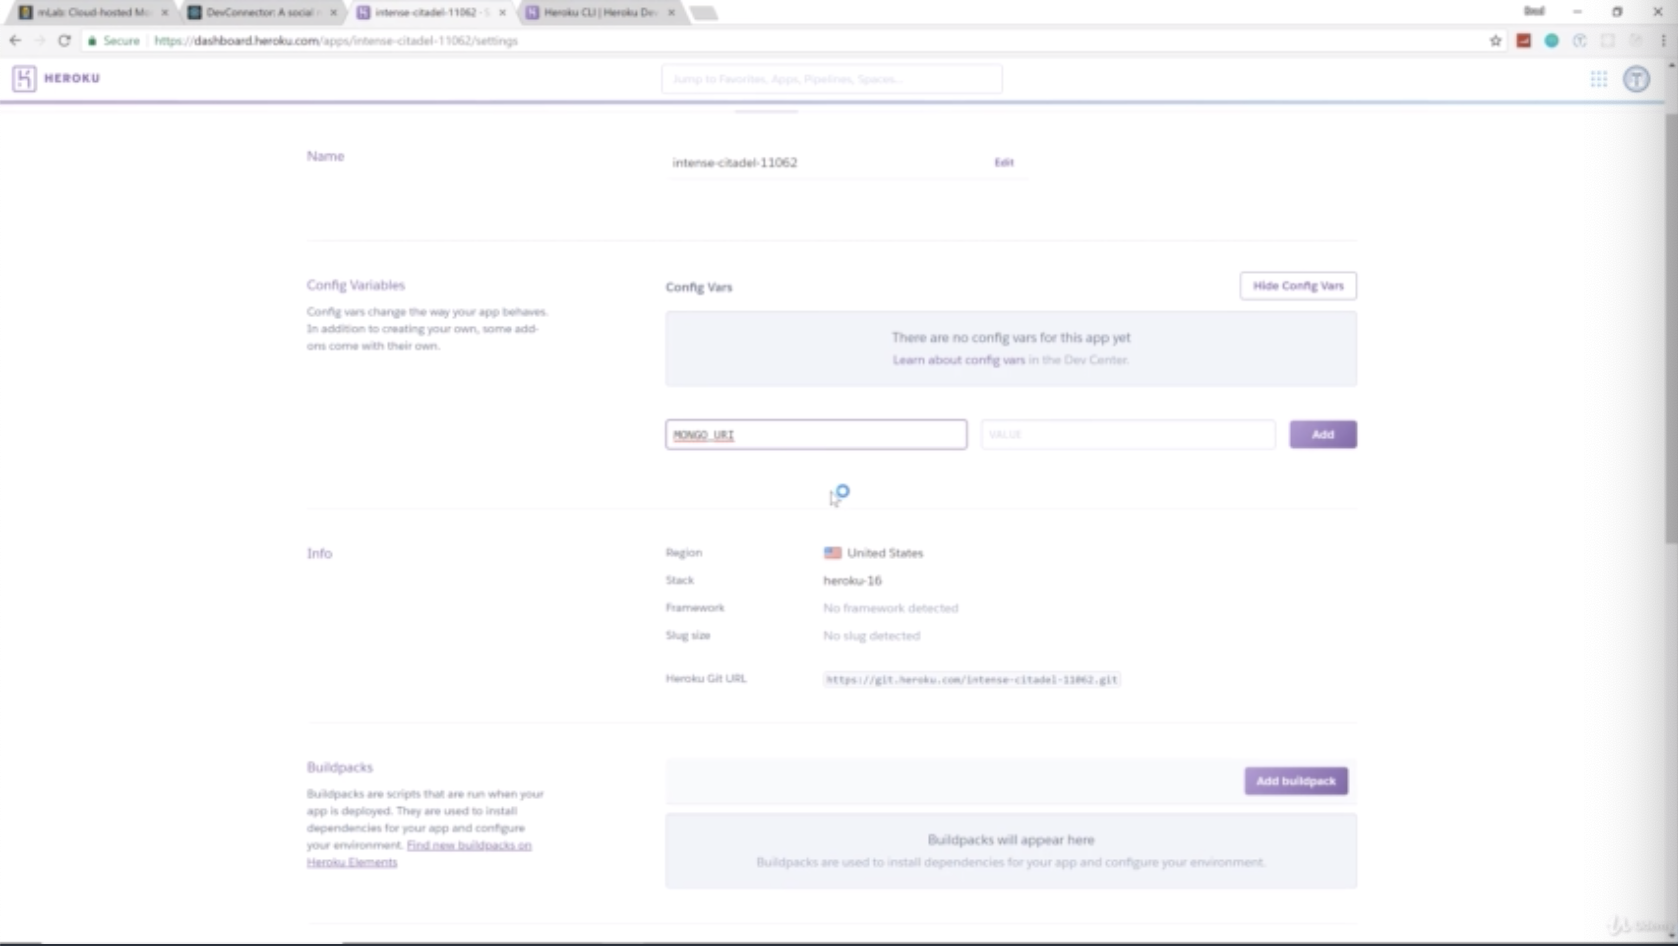 mLab: Cloud-hosted Mo
DevConnector: A social n
intense-citadel-11062 - S
Heroku CLI | Heroku Dev
Secure https://dashboard.heroku.com/apps/intense-citadel-11062/settings
HEROKU
Jump to Favorites, Apps, Pipelines, Spaces...
Name
intense-citadel-11062
Edit
Config Variables
Config vars change the way your app behaves.
In addition to creating your own, some add-
ons come with their own.
Config Vars
Hide Config Vars
There are no config vars for this app yet
Learn about config vars in the Dev Center.
MONGO_URI
VALUE
Add
Info
Region
United States
Stack
heroku-16
Framework
No framework detected
Slug size
No slug detected
Heroku Git URL
https://git.heroku.com/intense-citadel-11062.git
Buildpacks
Buildpacks are scripts that are run when your
app is deployed. They are used to install
dependencies for your app and configure
your environment. Find new buildpacks on
Heroku Elements
Add buildpack
Buildpacks will appear here
Buildpacks are used to install dependencies for your app and configure your environment.